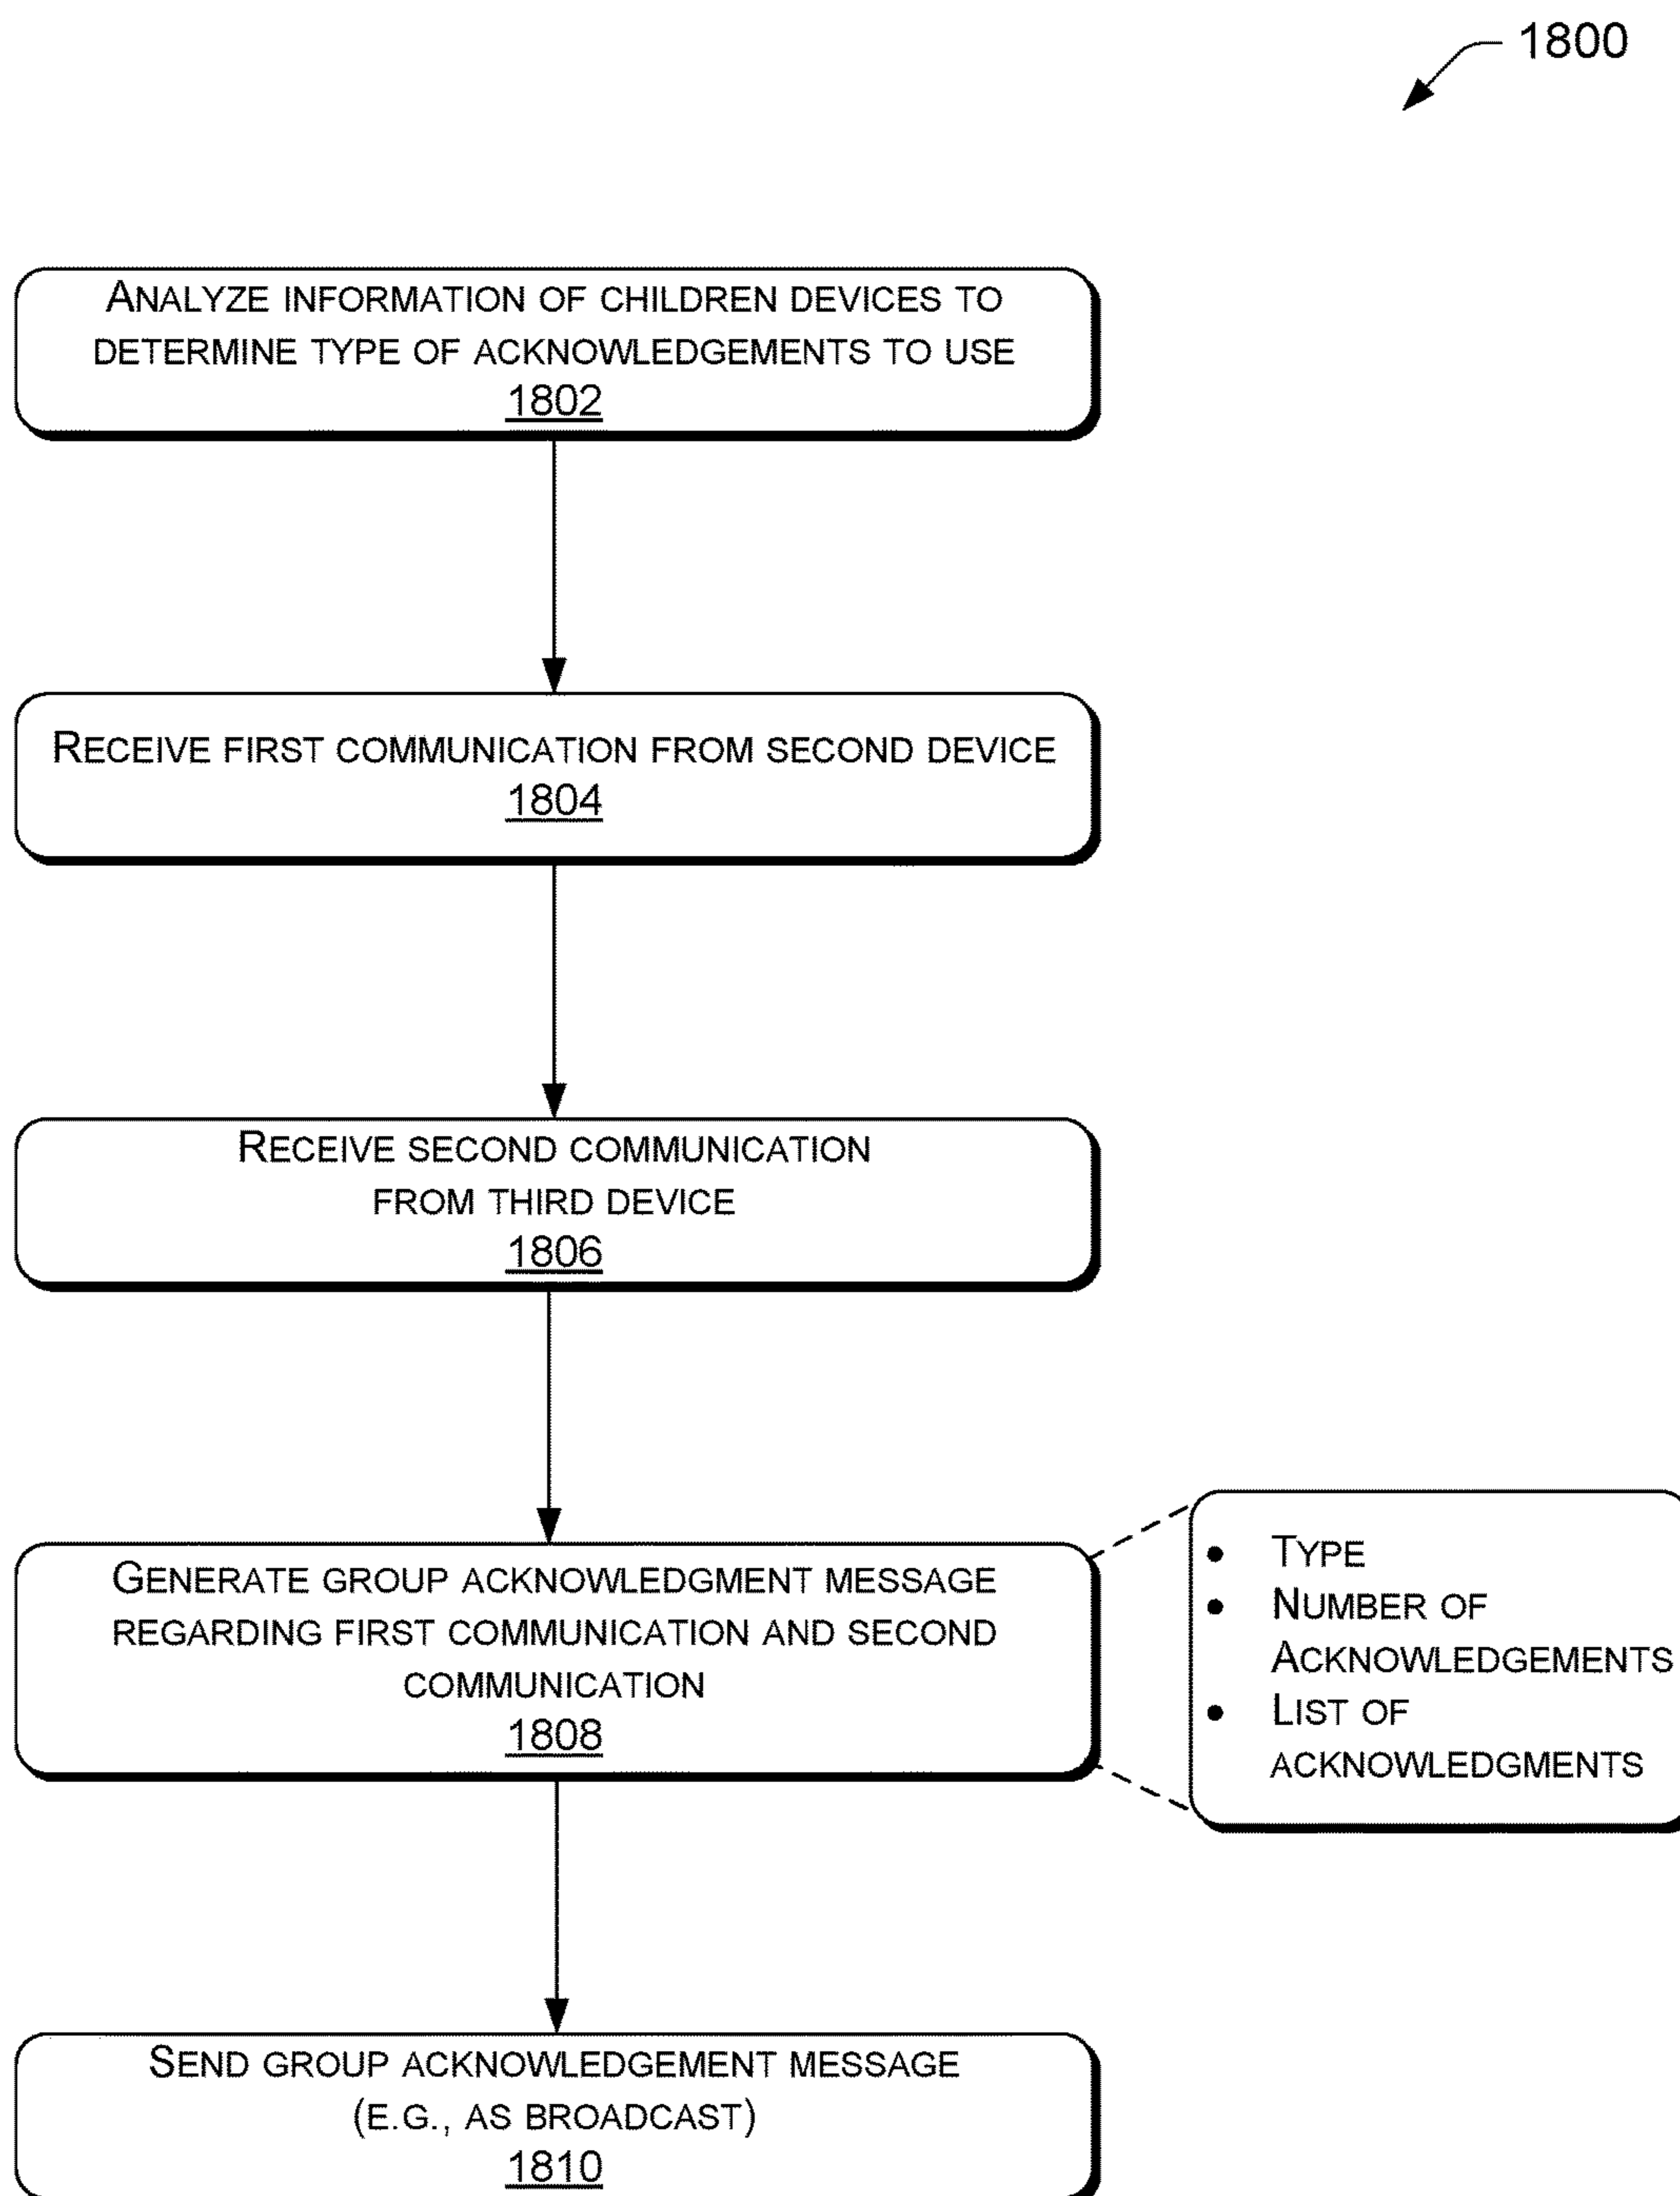 1800
ANALYZE INFORMATION OF CHILDREN DEVICES TO
DETERMINE TYPE OF ACKNOWLEDGEMENTS TO USE
1802
RECEIVE FIRST COMMUNICATION FROM SECOND DEVICE
1804
RECEIVE SECOND COMMUNICATION
FROM THIRD DEVICE
1806
GENERATE GROUP ACKNOWLEDGMENT MESSAGE
REGARDING FIRST COMMUNICATION AND SECOND
COMMUNICATION
1808
• TYPE
• NUMBER OF
ACKNOWLEDGEMENTS
• LIST OF
ACKNOWLEDGMENTS
SEND GROUP ACKNOWLEDGEMENT MESSAGE
(E.G., AS BROADCAST)
1810